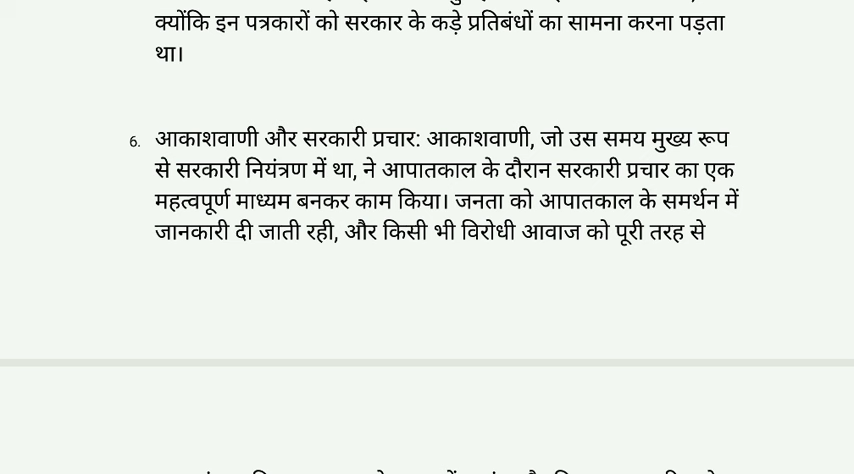 क्योंकि इन पत्रकारों को सरकार के कड़े प्रतिबंधों का सामना करना पड़ता
था।
6. आकाशवाणी और सरकारी प्रचार: आकाशवाणी, जो उस समय मुख्य रूप
से सरकारी नियंत्रण में था, ने आपातकाल के दौरान सरकारी प्रचार का एक
महत्वपूर्ण माध्यम बनकर काम किया। जनता को आपातकाल के समर्थन में
जानकारी दी जाती रही, और किसी भी विरोधी आवाज को पूरी तरह से